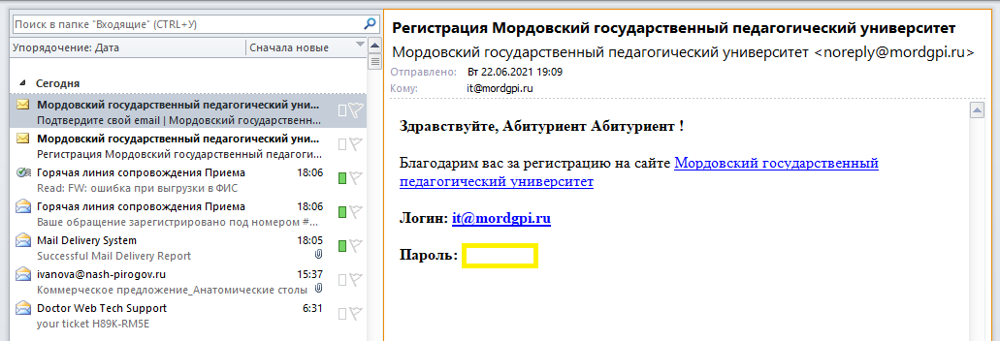 Поиск в папке "Входящие" (CTRL+У)
Упорядочение: Дата
Сначала новые
Сегодня
Мордовский государственный педагогический уни...
Подтвердите свой email | Мордовский государственн...
Мордовский государственный педагогический уни...
Регистрация Мордовский государственный педагоги...
Горячая линия сопровождения Приема 18:06
Read: FW: ошибка при выгрузки в ФИС
Горячая линия сопровождения Приема 18:06
Ваше обращение зарегистрировано под номером #...
Mail Delivery System 18:05
Successful Mail Delivery Report
ivanova@nash-pirogov.ru 15:37
Коммерческое предложение_Анатомические столы
Doctor Web Tech Support 6:31
your ticket H89K-RM5E
Регистрация Мордовский государственный педагогический университет
Мордовский государственный педагогический университет <noreply@mordgpi.ru>
Отправлено: Вт 22.06.2021 19:09
Кому: it@mordgpi.ru
Здравствуйте, Абитуриент Абитуриент !
Благодарим вас за регистрацию на сайте Мордовский государственный
педагогический университет
Логин: it@mordgpi.ru
Пароль: